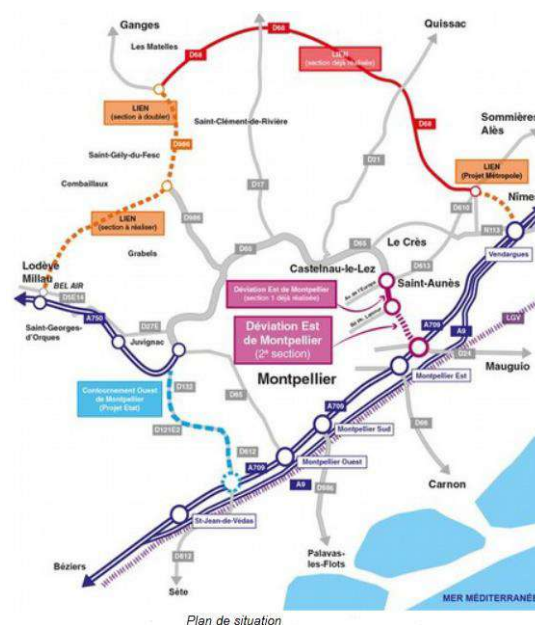 Ganges
Quissac
Les Matelles
D68
D68
LIEN
(section déjà réalisée)
LIEN
(section à doubler)
Saint-Clément-de-Rivière
D68
Sommières
Alès
D986
Saint-Gély-du-Fesc
D21
LIEN
(Projet Métropole)
Combaillaux
D17
D610
Nîmes
LIEN
(section à réaliser)
D986
N113
Grabels
D65
D65
Le Crès
Vendargues
Lodève
Millau
BEL AIR
Castelnau-le-Lez
D613
Saint-Aunès
D5E14
Déviation Est de Montpellier
(section 1 déjà réalisée)
Av. de l'Europe
A750
A709
LGV
Saint-Georges-
d'Orques
D27E
Juvignac
Déviation Est
de Montpellier
(2e section)
A9
D24
Mauguio
Contournement Ouest
de Montpellier
(Projet Etat)
D132
Montpellier
Montpellier Est
D65
A709
D66
D121E2
Montpellier Sud
D612
A709
Montpellier Ouest
Carnon
A9
D986
St-Jean-de-Védas
Béziers
D612
Sète
Palavas-
les-Flots
MER MÉDITERRANÉE
Plan de situation